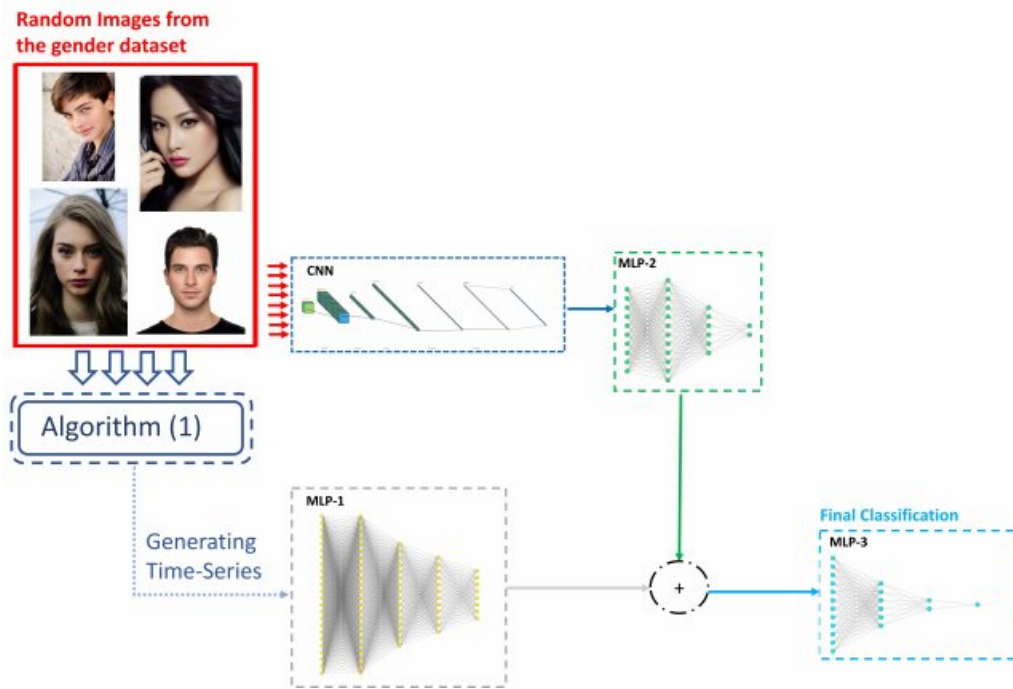 Random Images from
the gender dataset
CNN
MLP-2
Algorithm (1)
MLP-1
Generating
Time-Series
+
Final Classification
MLP-3